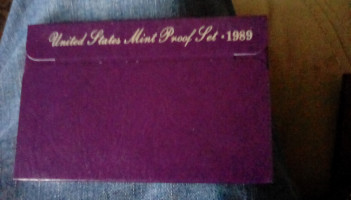 United States Mint Proof Set • 1989